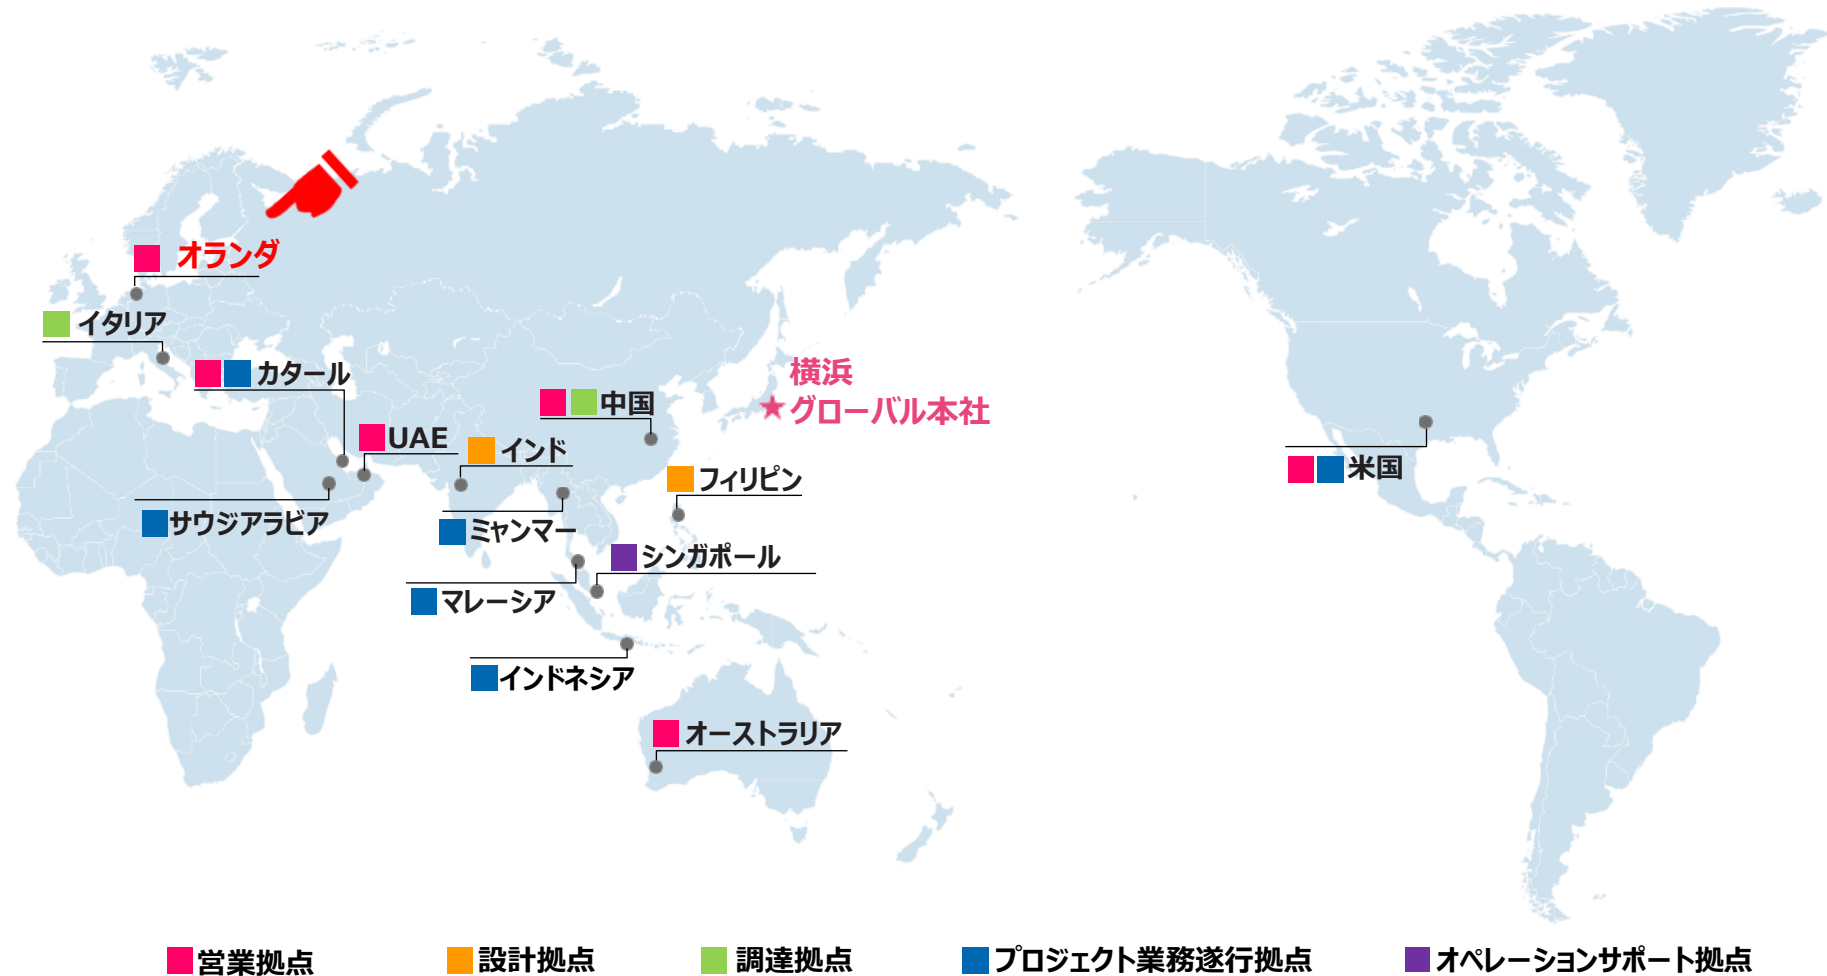 オランダ
イタリア
カタール
中国
横浜
グローバル本社
UAE
インド
フィリピン
米国
サウジアラビア
ミャンマー
シンガポール
マレーシア
インドネシア
オーストラリア
営業拠点
設計拠点
調達拠点
プロジェクト業務遂行拠点
オペレーションサポート拠点